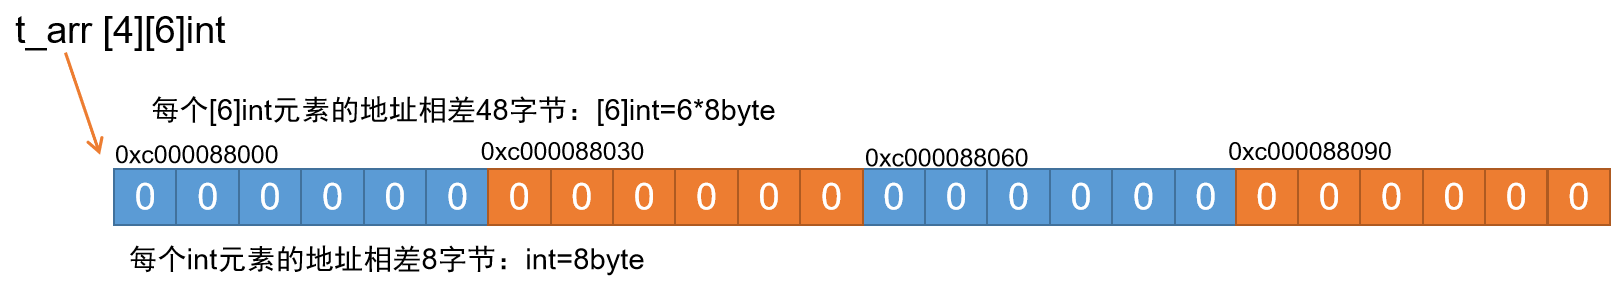 t_arr [4][6]int
每个[6]int元素的地址相差48字节：[6]int=6*8byte
0xc000088000 0xc000088030 0xc000088060 0xc000088090
0 0 0 0 0 0 0 0 0 0 0 0 0 0 0 0 0 0 0 0 0 0 0 0
每个int元素的地址相差8字节：int=8byte